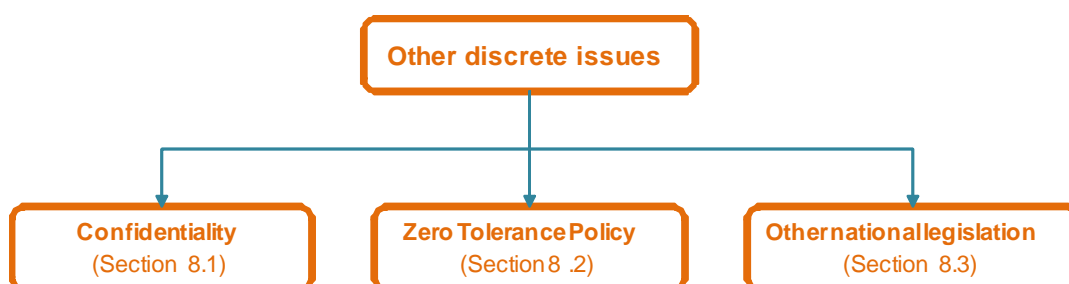 Other discrete issues
Confidentiality
(Section 8.1)
Zero Tolerance Policy
(Section 8 .2)
Other national legislation
(Section 8.3)